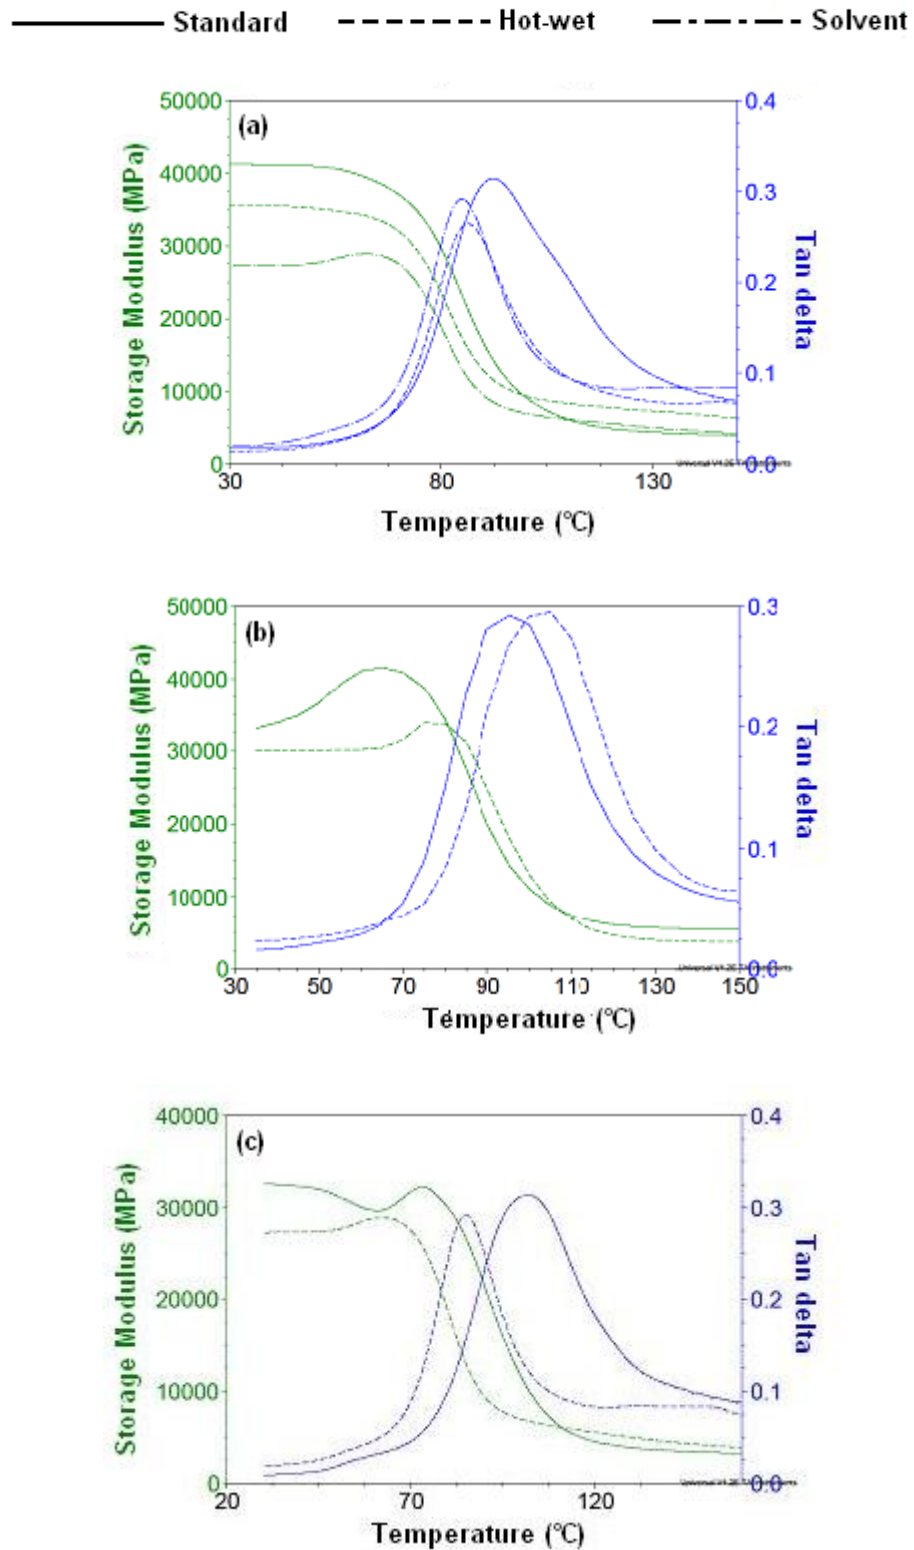 Standard Hot-wet Solvent
(a)
50000 40000 30000 20000 10000 0
Storage Modulus (MPa)
0.4 0.3 0.2 0.1 0.0
Tan delta
30 80 130
Temperature (°C)
(b)
50000 40000 30000 20000 10000 0
Storage Modulus (MPa)
0.3 0.2 0.1 0.0
Tan delta
30 50 70 90 110 130 150
Temperature (°C)
(c)
40000 30000 20000 10000 0
Storage Modulus (MPa)
0.4 0.3 0.2 0.1 0.0
Tan delta
20 70 120
Temperature (°C)